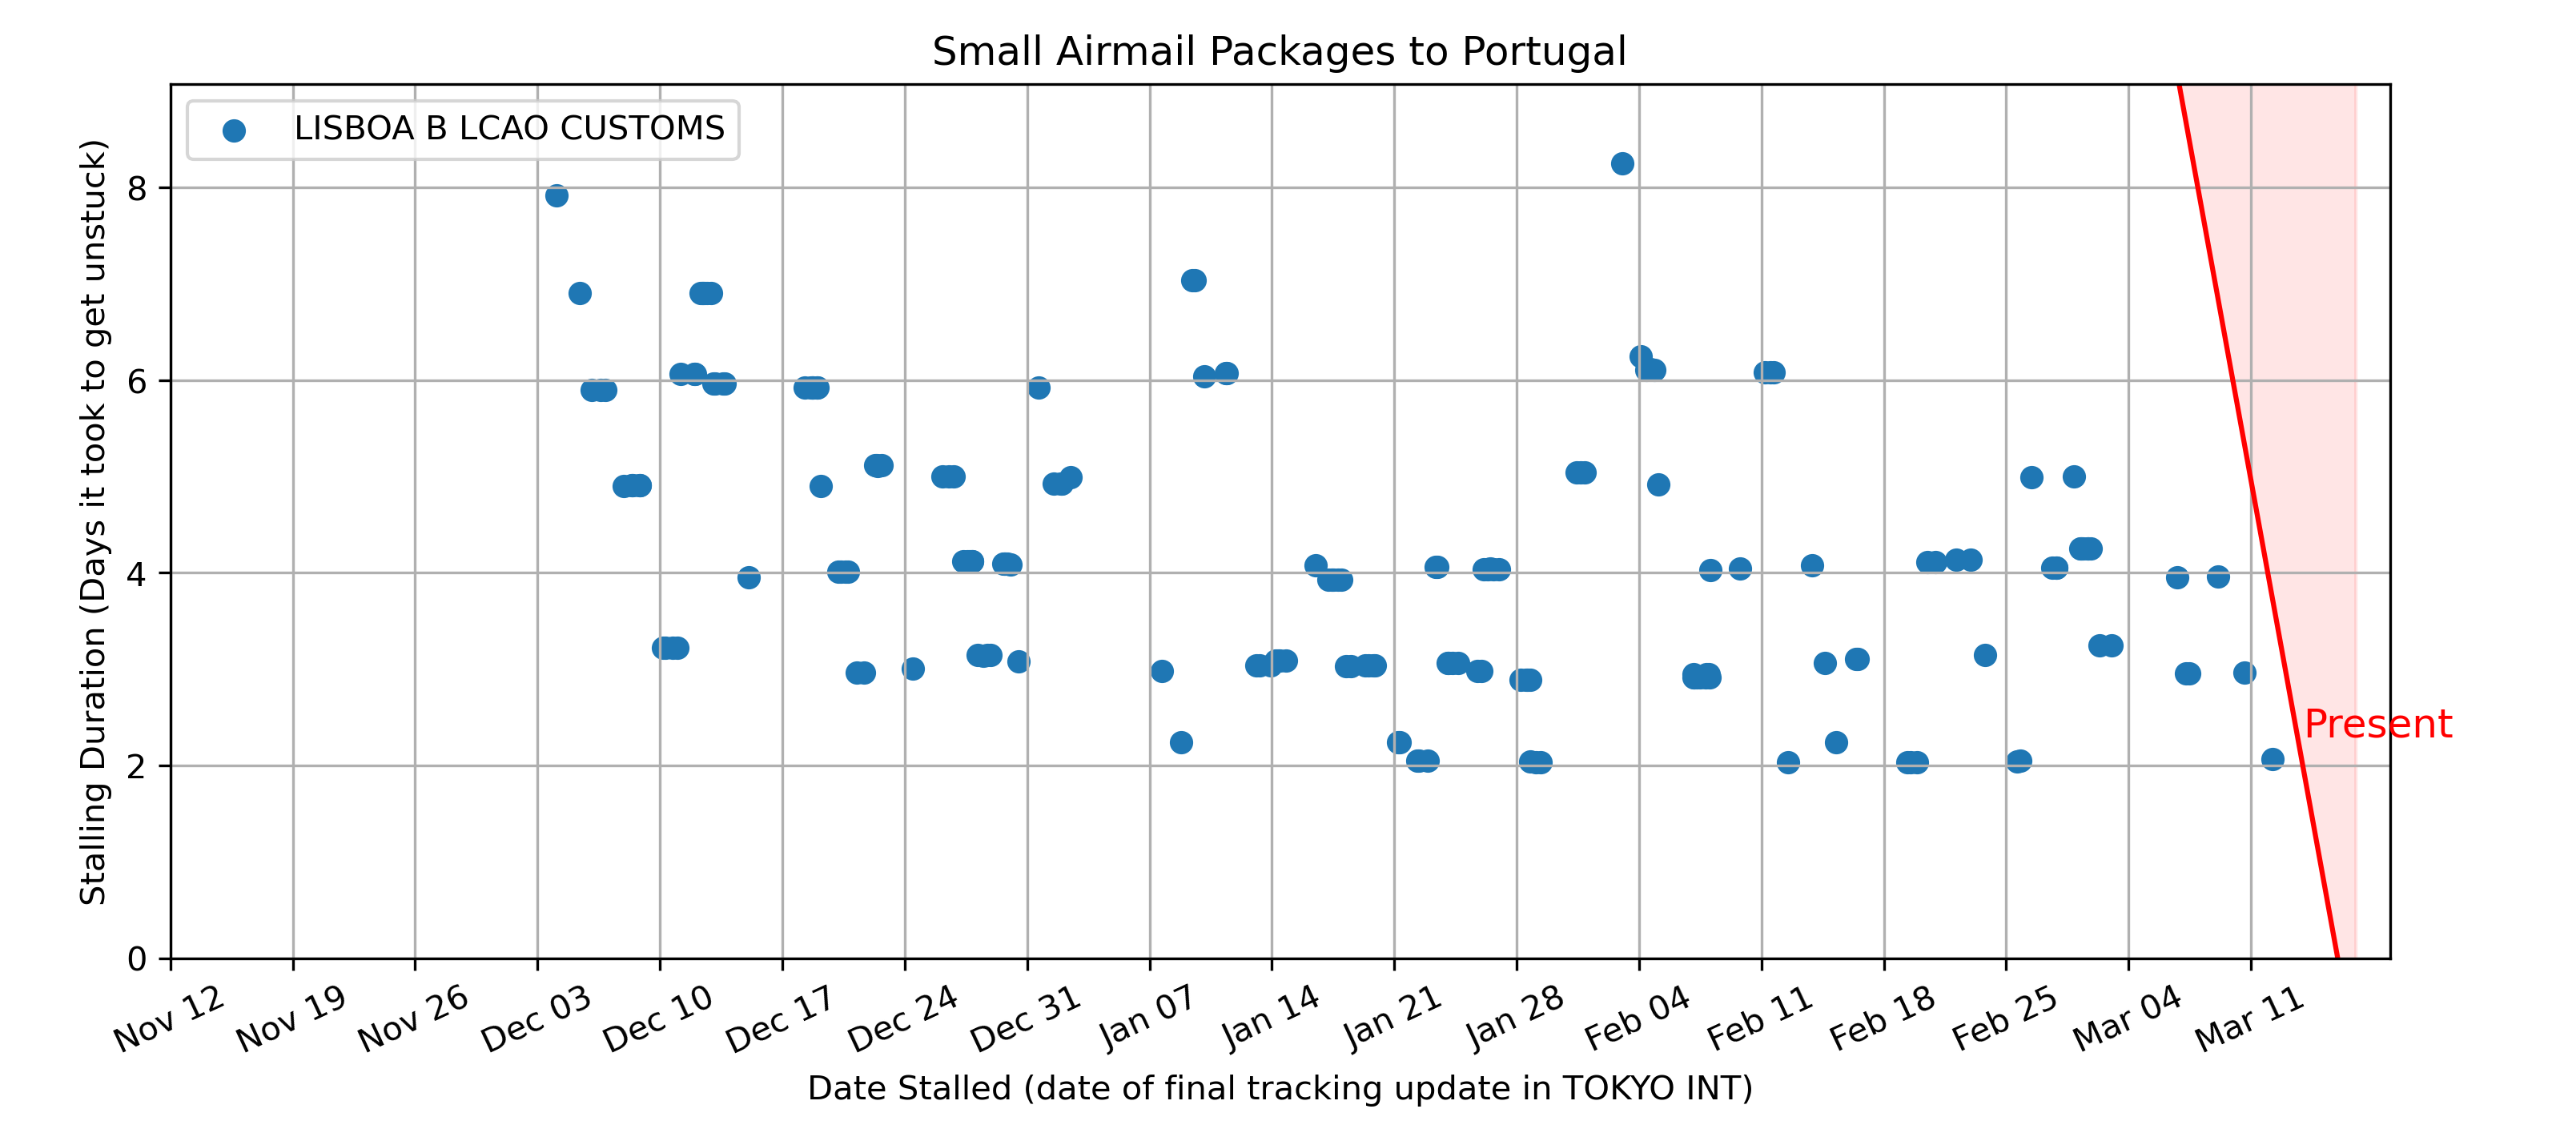 Small Airmail Packages to Portugal
LISBOA B LCAO CUSTOMS
Stalling Duration (Days it took to get unstuck)
8
6
4
2
0
Present
Nov 12
Nov 19
Nov 26
Dec 03
Dec 10
Dec 17
Dec 24
Dec 31
Jan 07
Jan 14
Jan 21
Jan 28
Feb 04
Feb 11
Feb 18
Feb 25
Mar 04
Mar 11
Date Stalled (date of final tracking update in TOKYO INT)